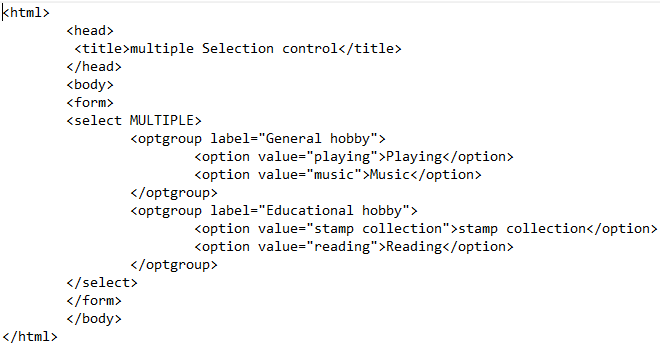 <html>
<head>
<title>multiple Selection control</title>
</head>
<body>
<form>
<select MULTIPLE>
<optgroup label="General hobby">
<option value="playing">Playing</option>
<option value="music">Music</option>
</optgroup>
<optgroup label="Educational hobby">
<option value="stamp collection">stamp collection</option>
<option value="reading">Reading</option>
</optgroup>
</select>
</form>
</body>
</html>